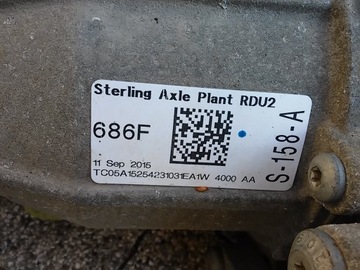 Sterling Axle Plant RDU2
686F
11 Sep 2015
TC05A15254231031EA1W 4000 AA
S-158-A